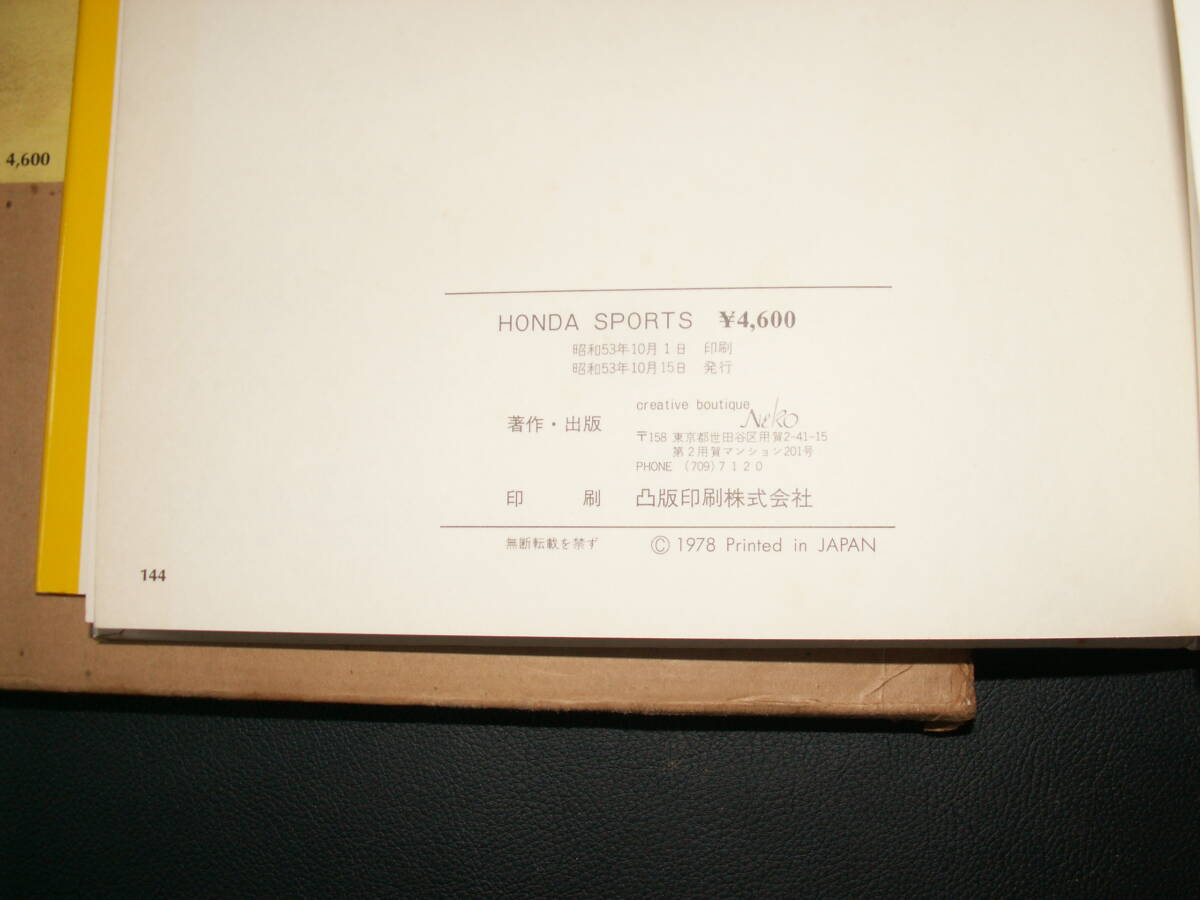 4,600
HONDA SPORTS ¥4,600
昭和53年10月1日 印刷
昭和53年10月15日 発行
著作・出版
creative boutique
NEKO
〒158 東京都世田谷区用賀2-41-15
第2用賀マンション201号
PHONE (709)7120
印 刷 凸版印刷株式会社
無断転載を禁ず © 1978 Printed in JAPAN
144